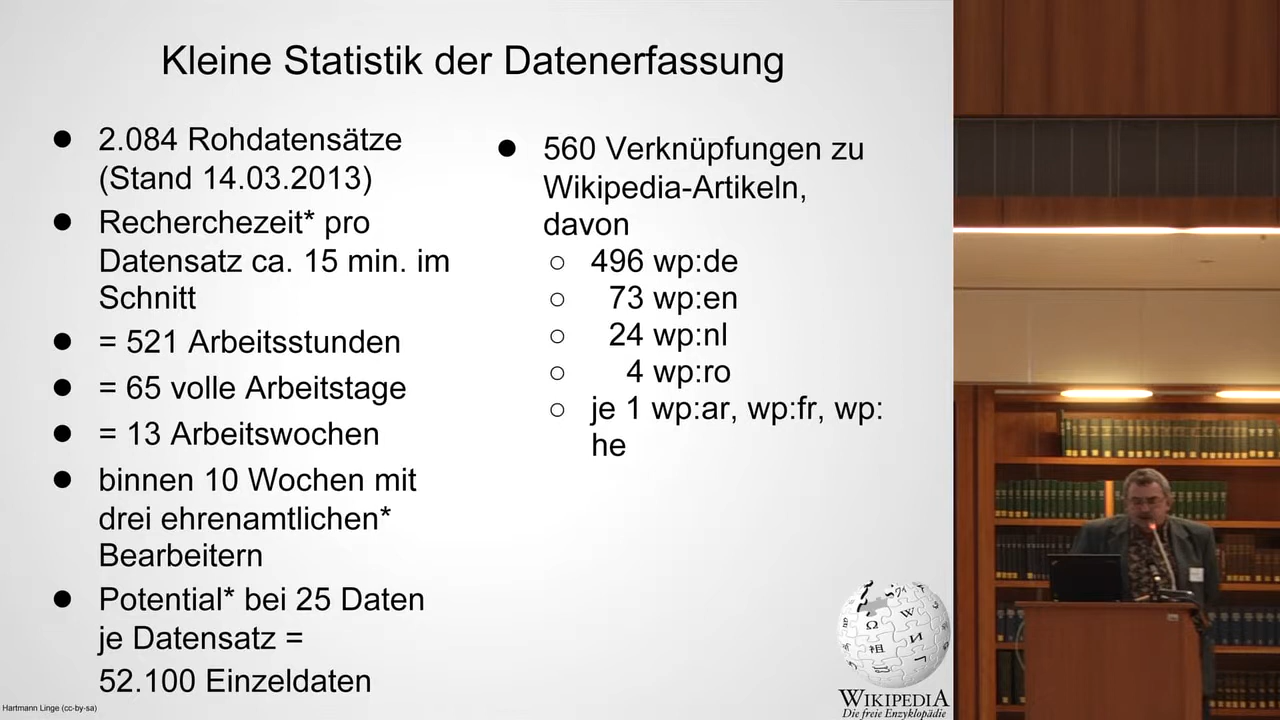 Kleine Statistik der Datenerfassung
● 2.084 Rohdatensätze
(Stand 14.03.2013)
● Recherchezeit* pro
Datensatz ca. 15 min. im
Schnitt
● = 521 Arbeitsstunden
● = 65 volle Arbeitstage
● = 13 Arbeitswochen
● binnen 10 Wochen mit
drei ehrenamtlichen*
Bearbeitern
● Potential* bei 25 Daten
je Datensatz =
52.100 Einzeldaten
● 560 Verknüpfungen zu
Wikipedia-Artikeln,
davon
○ 496 wp:de
○ 73 wp:en
○ 24 wp:nl
○ 4 wp:ro
○ je 1 wp:ar, wp:fr, wp:
he
WIKIPEDIA
Die freie Enzyklopädie
Hartmann Linge (cc-by-sa)